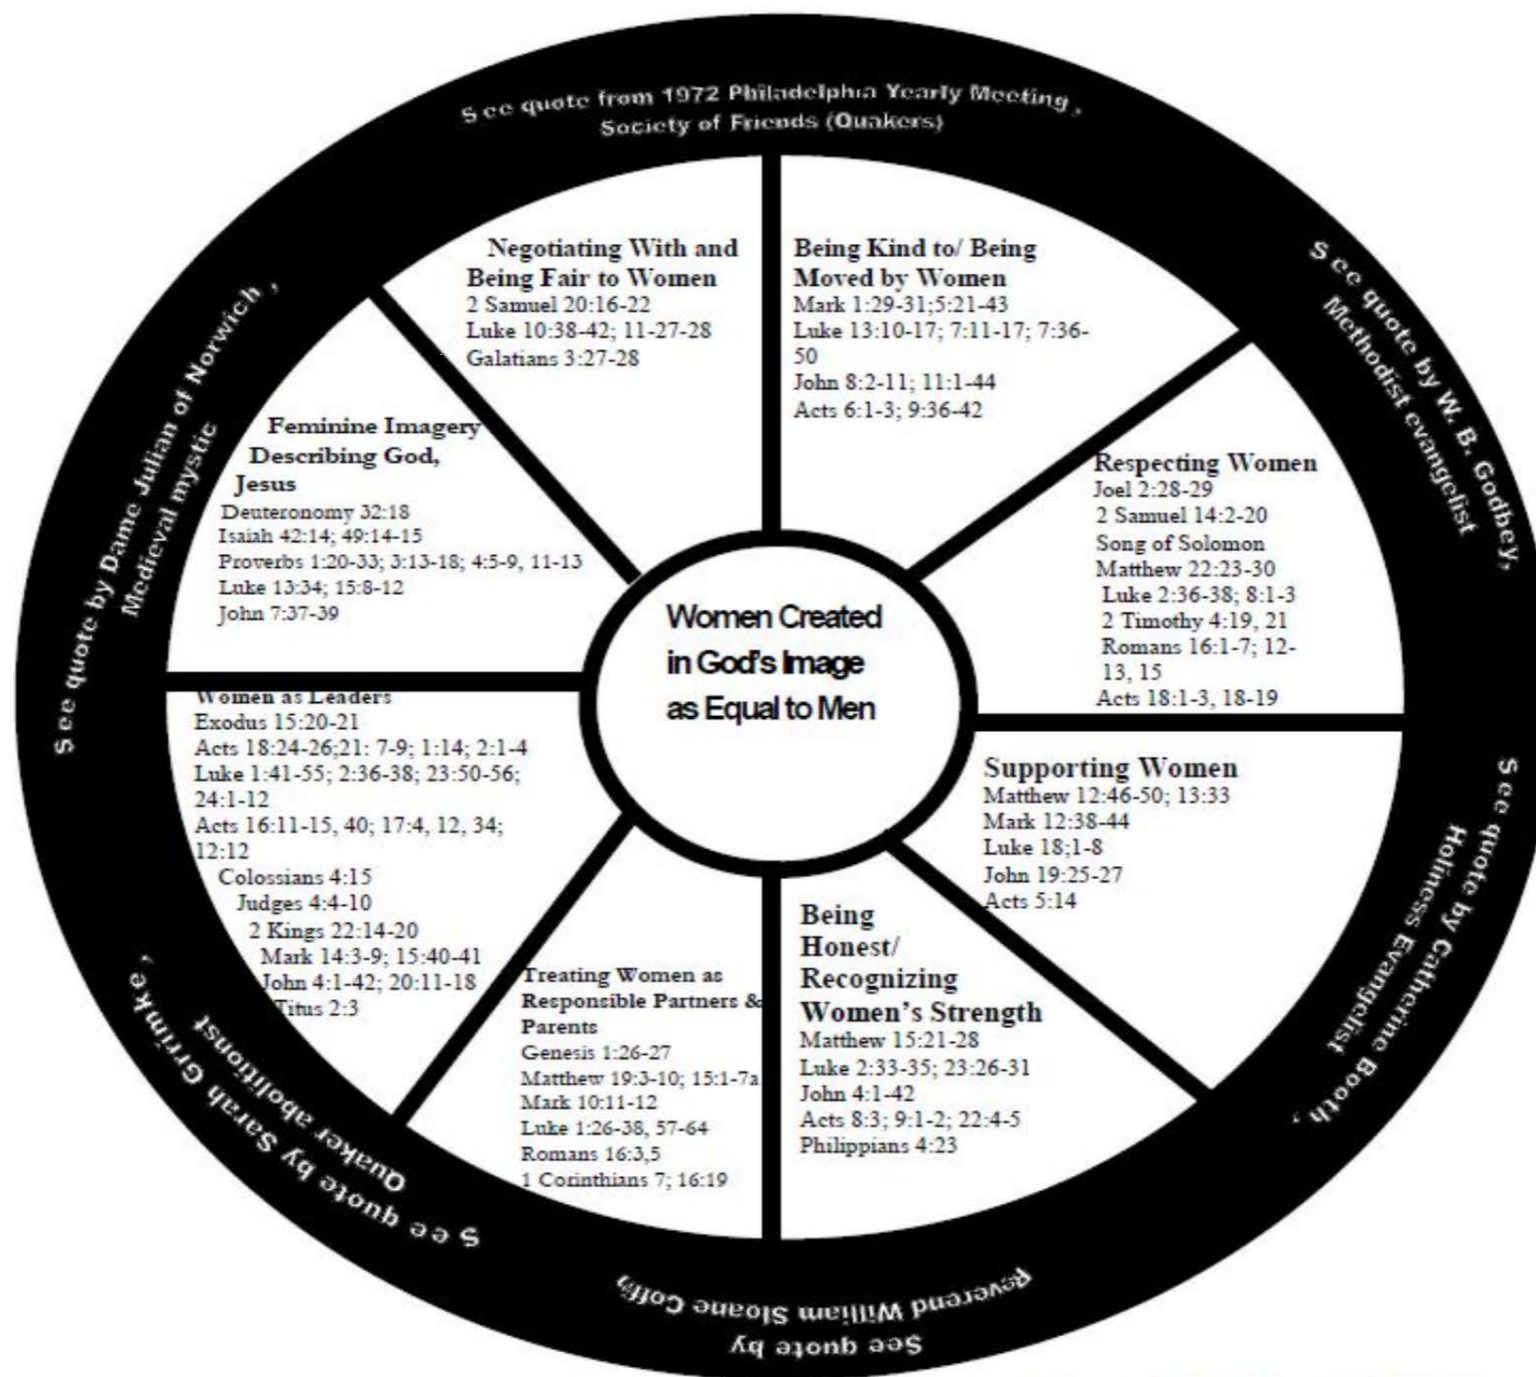 See quote from 1972 Philadelphia Yearly Meeting,
Society of Friends (Quakers)
See quote by W. B. Godbey,
Methodist evangelist
See quote by Catherine Booth,
Holiness Evangelist
See quote by
Reverend William Sloane Coffin
See quote by Sarah Grrimke,
Quaker abolitionst
See quote by Dame Julian of Norwich,
Medieval mystic
Negotiating With and
Being Fair to Women
2 Samuel 20:16-22
Luke 10:38-42; 11-27-28
Galatians 3:27-28
Being Kind to/ Being
Moved by Women
Mark 1:29-31;5:21-43
Luke 13:10-17; 7:11-17; 7:36-
50
John 8:2-11; 11:1-44
Acts 6:1-3; 9:36-42
Respecting Women
Joel 2:28-29
2 Samuel 14:2-20
Song of Solomon
Matthew 22:23-30
Luke 2:36-38; 8:1-3
2 Timothy 4:19, 21
Romans 16:1-7; 12-
13, 15
Acts 18:1-3, 18-19
Supporting Women
Matthew 12:46-50; 13:33
Mark 12:38-44
Luke 18;1-8
John 19:25-27
Acts 5:14
Being
Honest/
Recognizing
Women's Strength
Matthew 15:21-28
Luke 2:33-35; 23:26-31
John 4:1-42
Acts 8:3; 9:1-2; 22:4-5
Philippians 4:23
Treating Women as
Responsible Partners &
Parents
Genesis 1:26-27
Matthew 19:3-10; 15:1-7a
Mark 10:11-12
Luke 1:26-38, 57-64
Romans 16:3,5
1 Corinthians 7; 16:19
Women as Leaders
Exodus 15:20-21
Acts 18:24-26;21: 7-9; 1:14; 2:1-4
Luke 1:41-55; 2:36-38; 23:50-56;
24:1-12
Acts 16:11-15, 40; 17:4, 12, 34;
12:12
Colossians 4:15
Judges 4:4-10
2 Kings 22:14-20
Mark 14:3-9; 15:40-41
John 4:1-42; 20:11-18
Titus 2:3
Feminine Imagery
Describing God,
Jesus
Deuteronomy 32:18
Isaiah 42:14; 49:14-15
Proverbs 1:20-33; 3:13-18; 4:5-9, 11-13
Luke 13:34; 15:8-12
John 7:37-39
Women Created
in God's Image
as Equal to Men